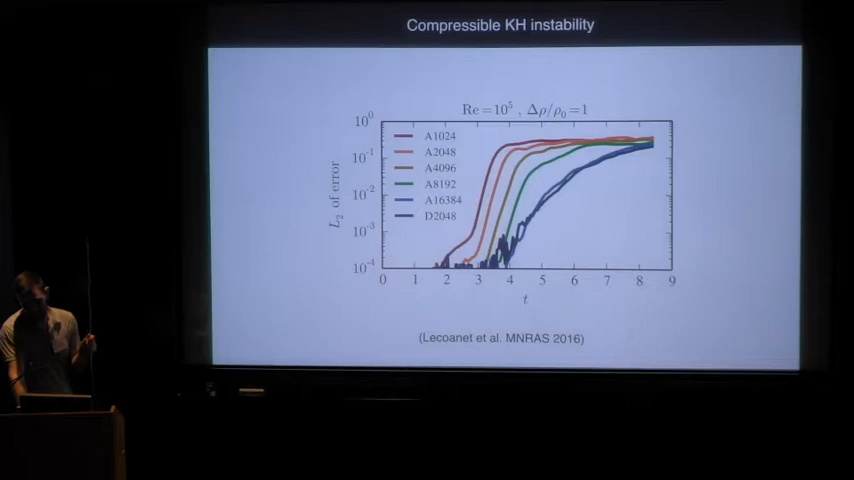 Compressible KH instability
Re=10⁵ , Δρ/ρ₀=1
10⁰
10⁻¹
10⁻²
10⁻³
10⁻⁴
L₂ of error
A1024
A2048
A4096
A8192
A16384
D2048
0 1 2 3 4 5 6 7 8 9
t
(Lecoanet et al. MNRAS 2016)